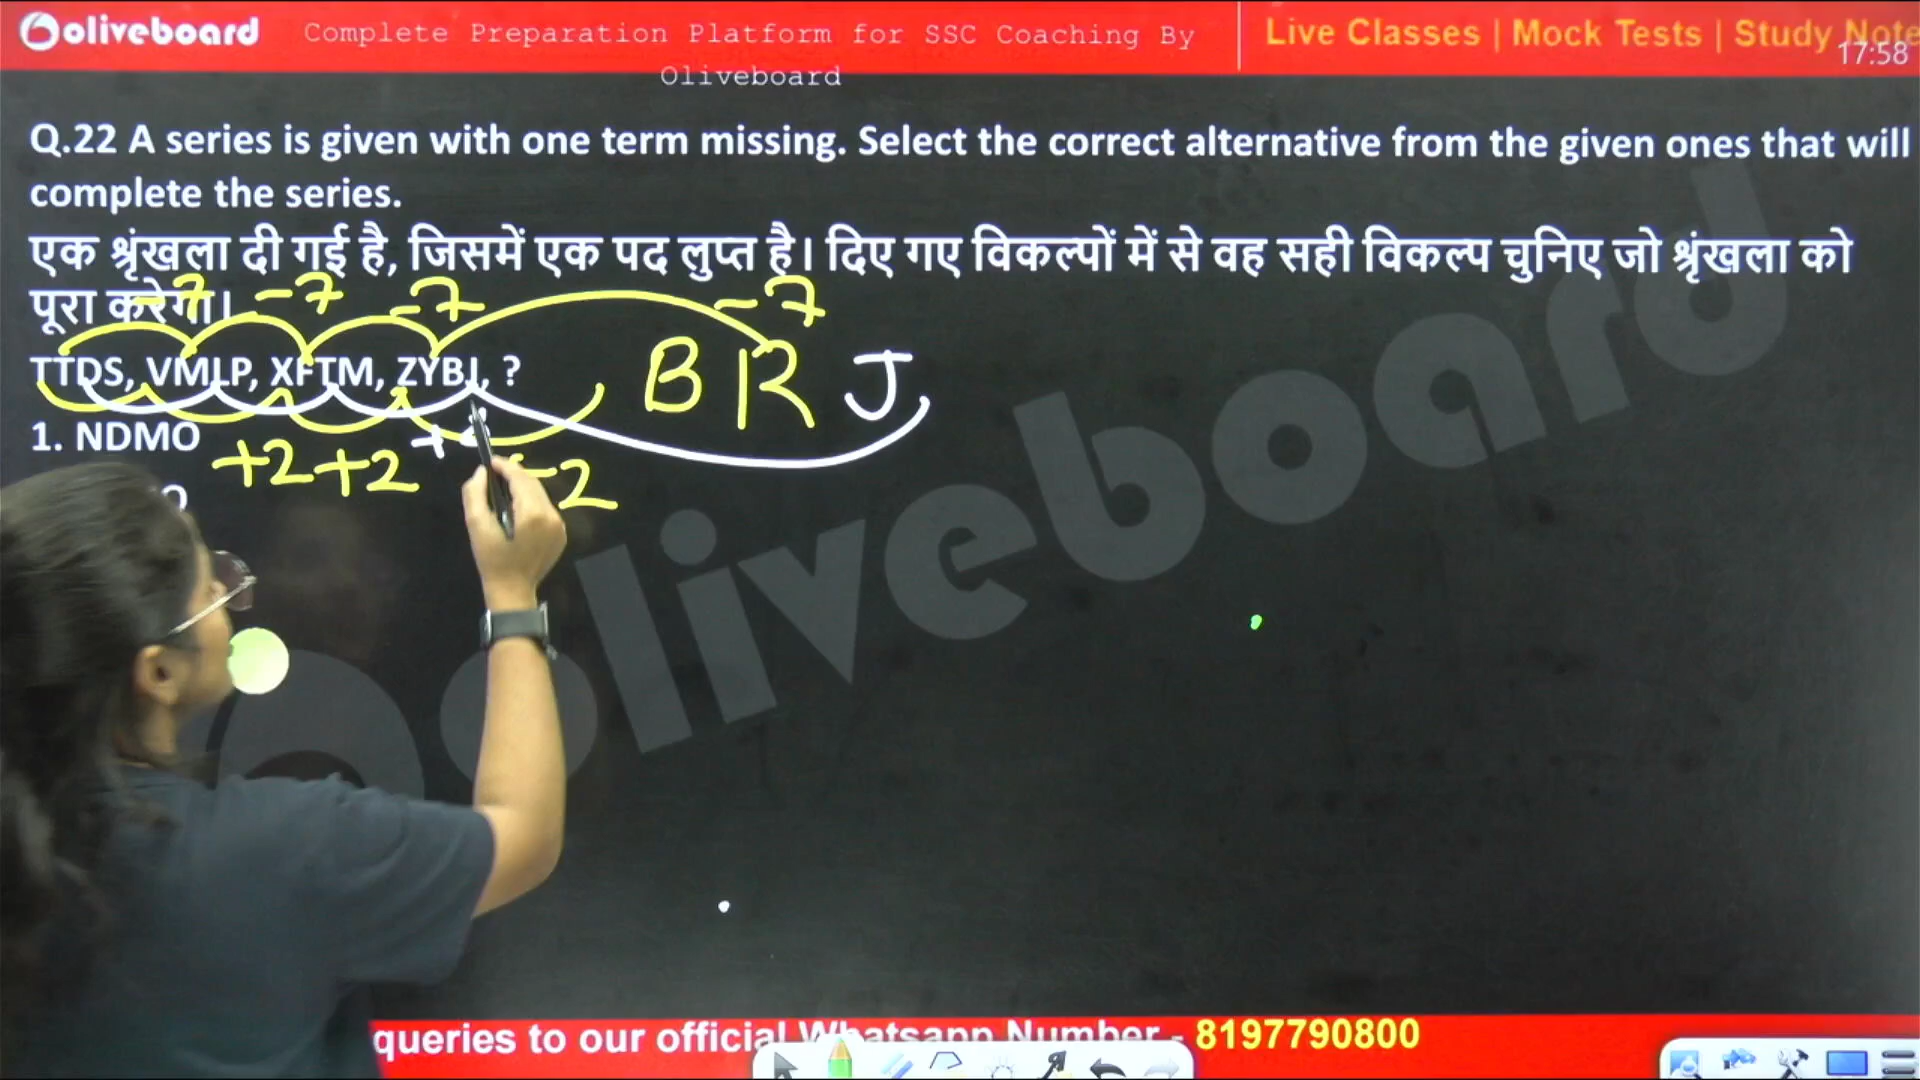 oliveboard
Complete Preparation Platform for SSC Coaching By
Oliveboard
Live Classes | Mock Tests | Study Note
17:58
Q.22 A series is given with one term missing. Select the correct alternative from the given ones that will
complete the series.
एक श्रृंखला दी गई है, जिसमें एक पद लुप्त है। दिए गए विकल्पों में से वह सही विकल्प चुनिए जो श्रृंखला को
पूरा करेगा।
-7 -7 -7 -7
TTDS, VMLP, XFTM, ZYBJ, ?
B R J
1. NDMO
+2 +2 + -2
O
oliveboard
queries to our official Whatsapp Number - 8197790800